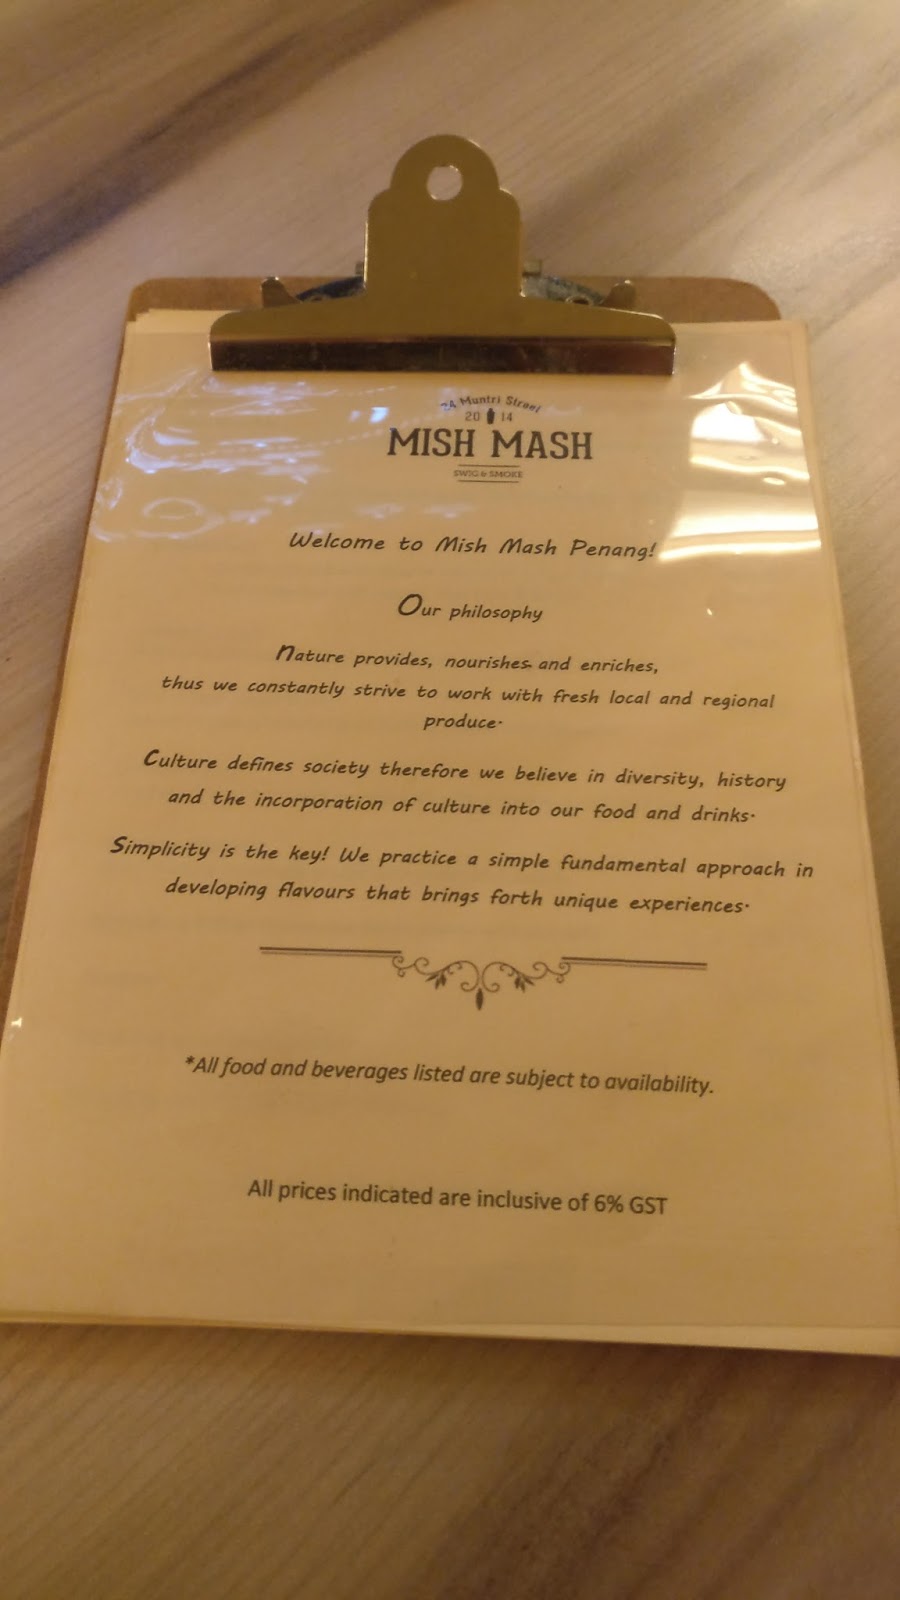 Muntri Street
20 14
MISH MASH
SWIG & SMOKE
Welcome to Mish Mash Penang!
Our philosophy
Nature provides, nourishes and enriches,
thus we constantly strive to work with fresh local and regional
produce.
Culture defines society therefore we believe in diversity, history
and the incorporation of culture into our food and drinks.
Simplicity is the key! We practice a simple fundamental approach in
developing flavours that brings forth unique experiences.
*All food and beverages listed are subject to availability.
All prices indicated are inclusive of 6% GST